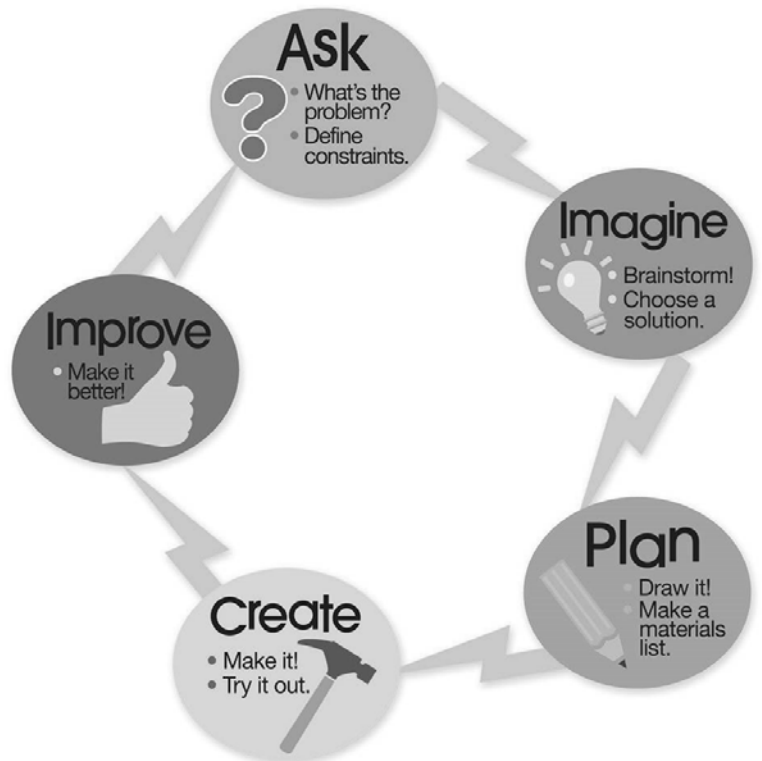 Ask
• What's the
problem?
• Define
constraints.
Imagine
• Brainstorm!
• Choose a
solution.
Plan
• Draw it!
• Make a
materials
list.
Create
• Make it!
• Try it out.
Improve
• Make it
better!